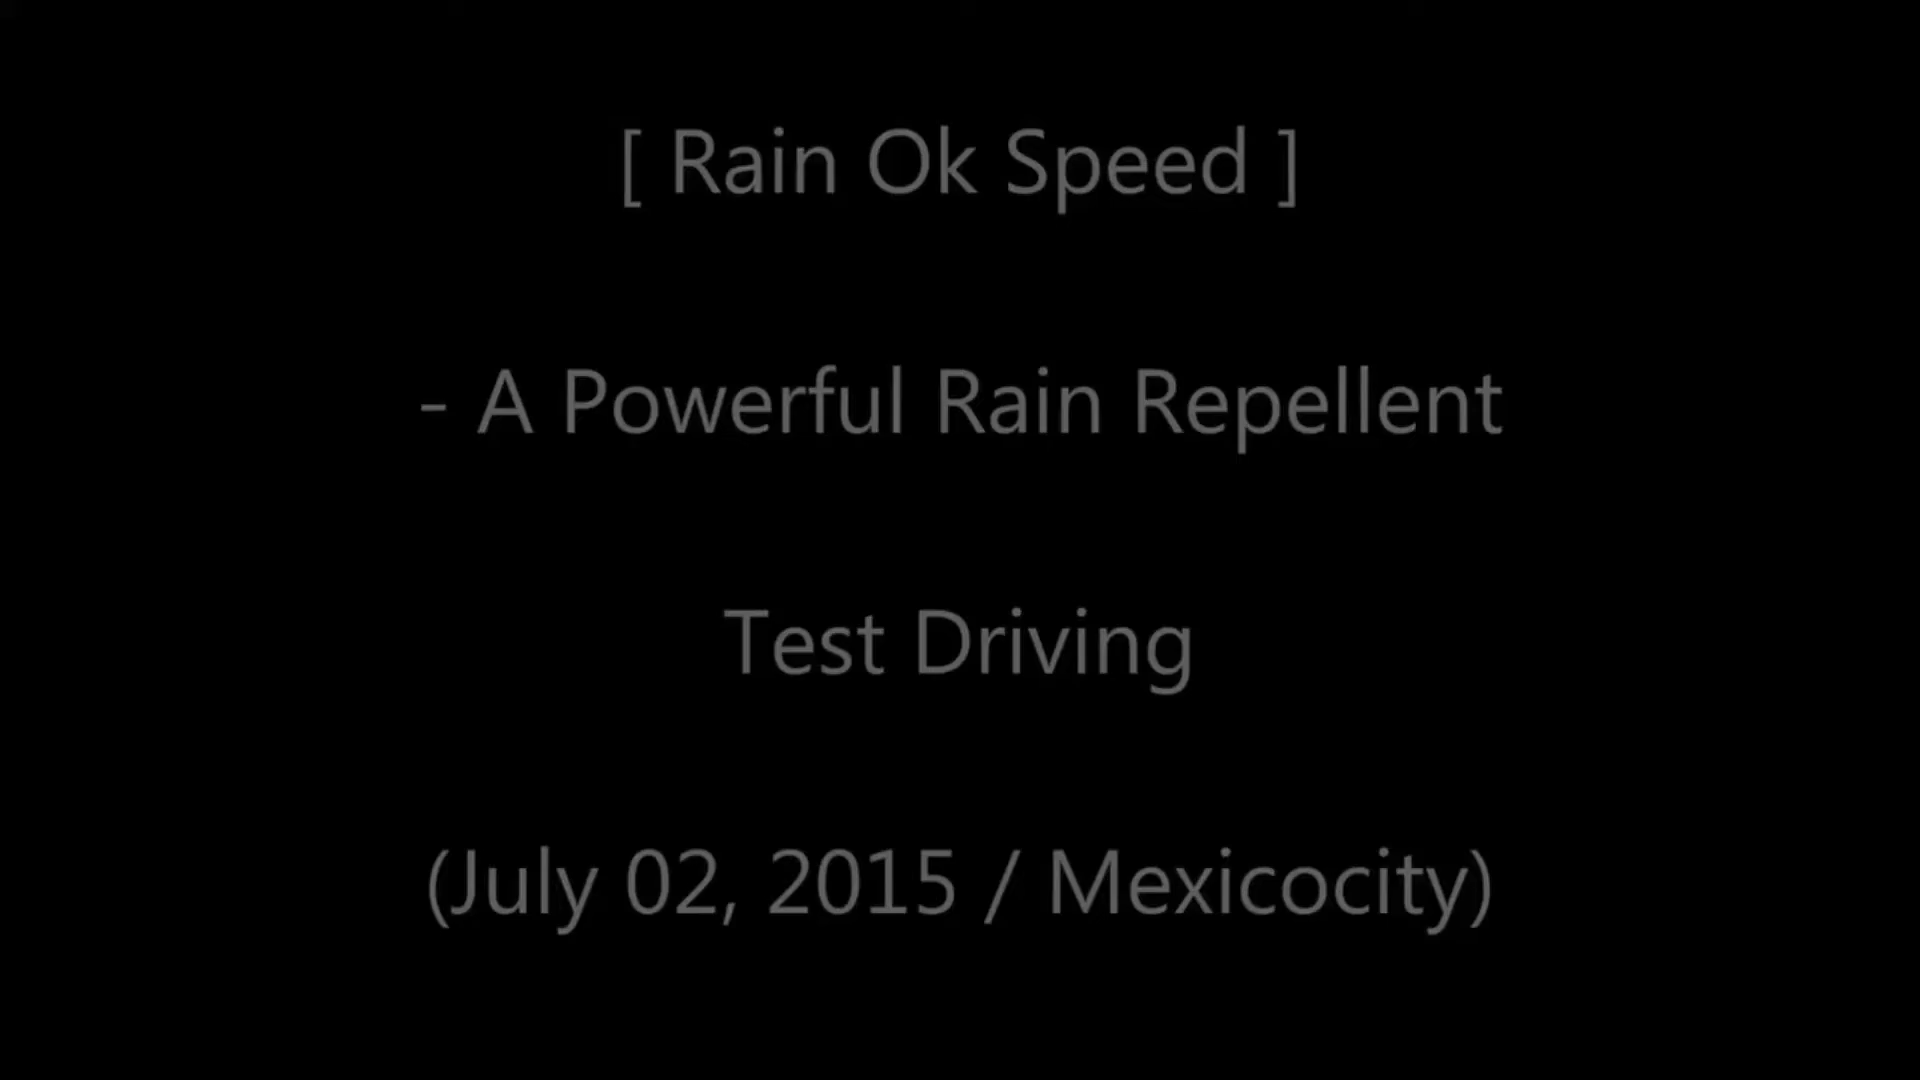 [ Rain Ok Speed ]
- A Powerful Rain Repellent
Test Driving
(July 02, 2015 / Mexicocity)